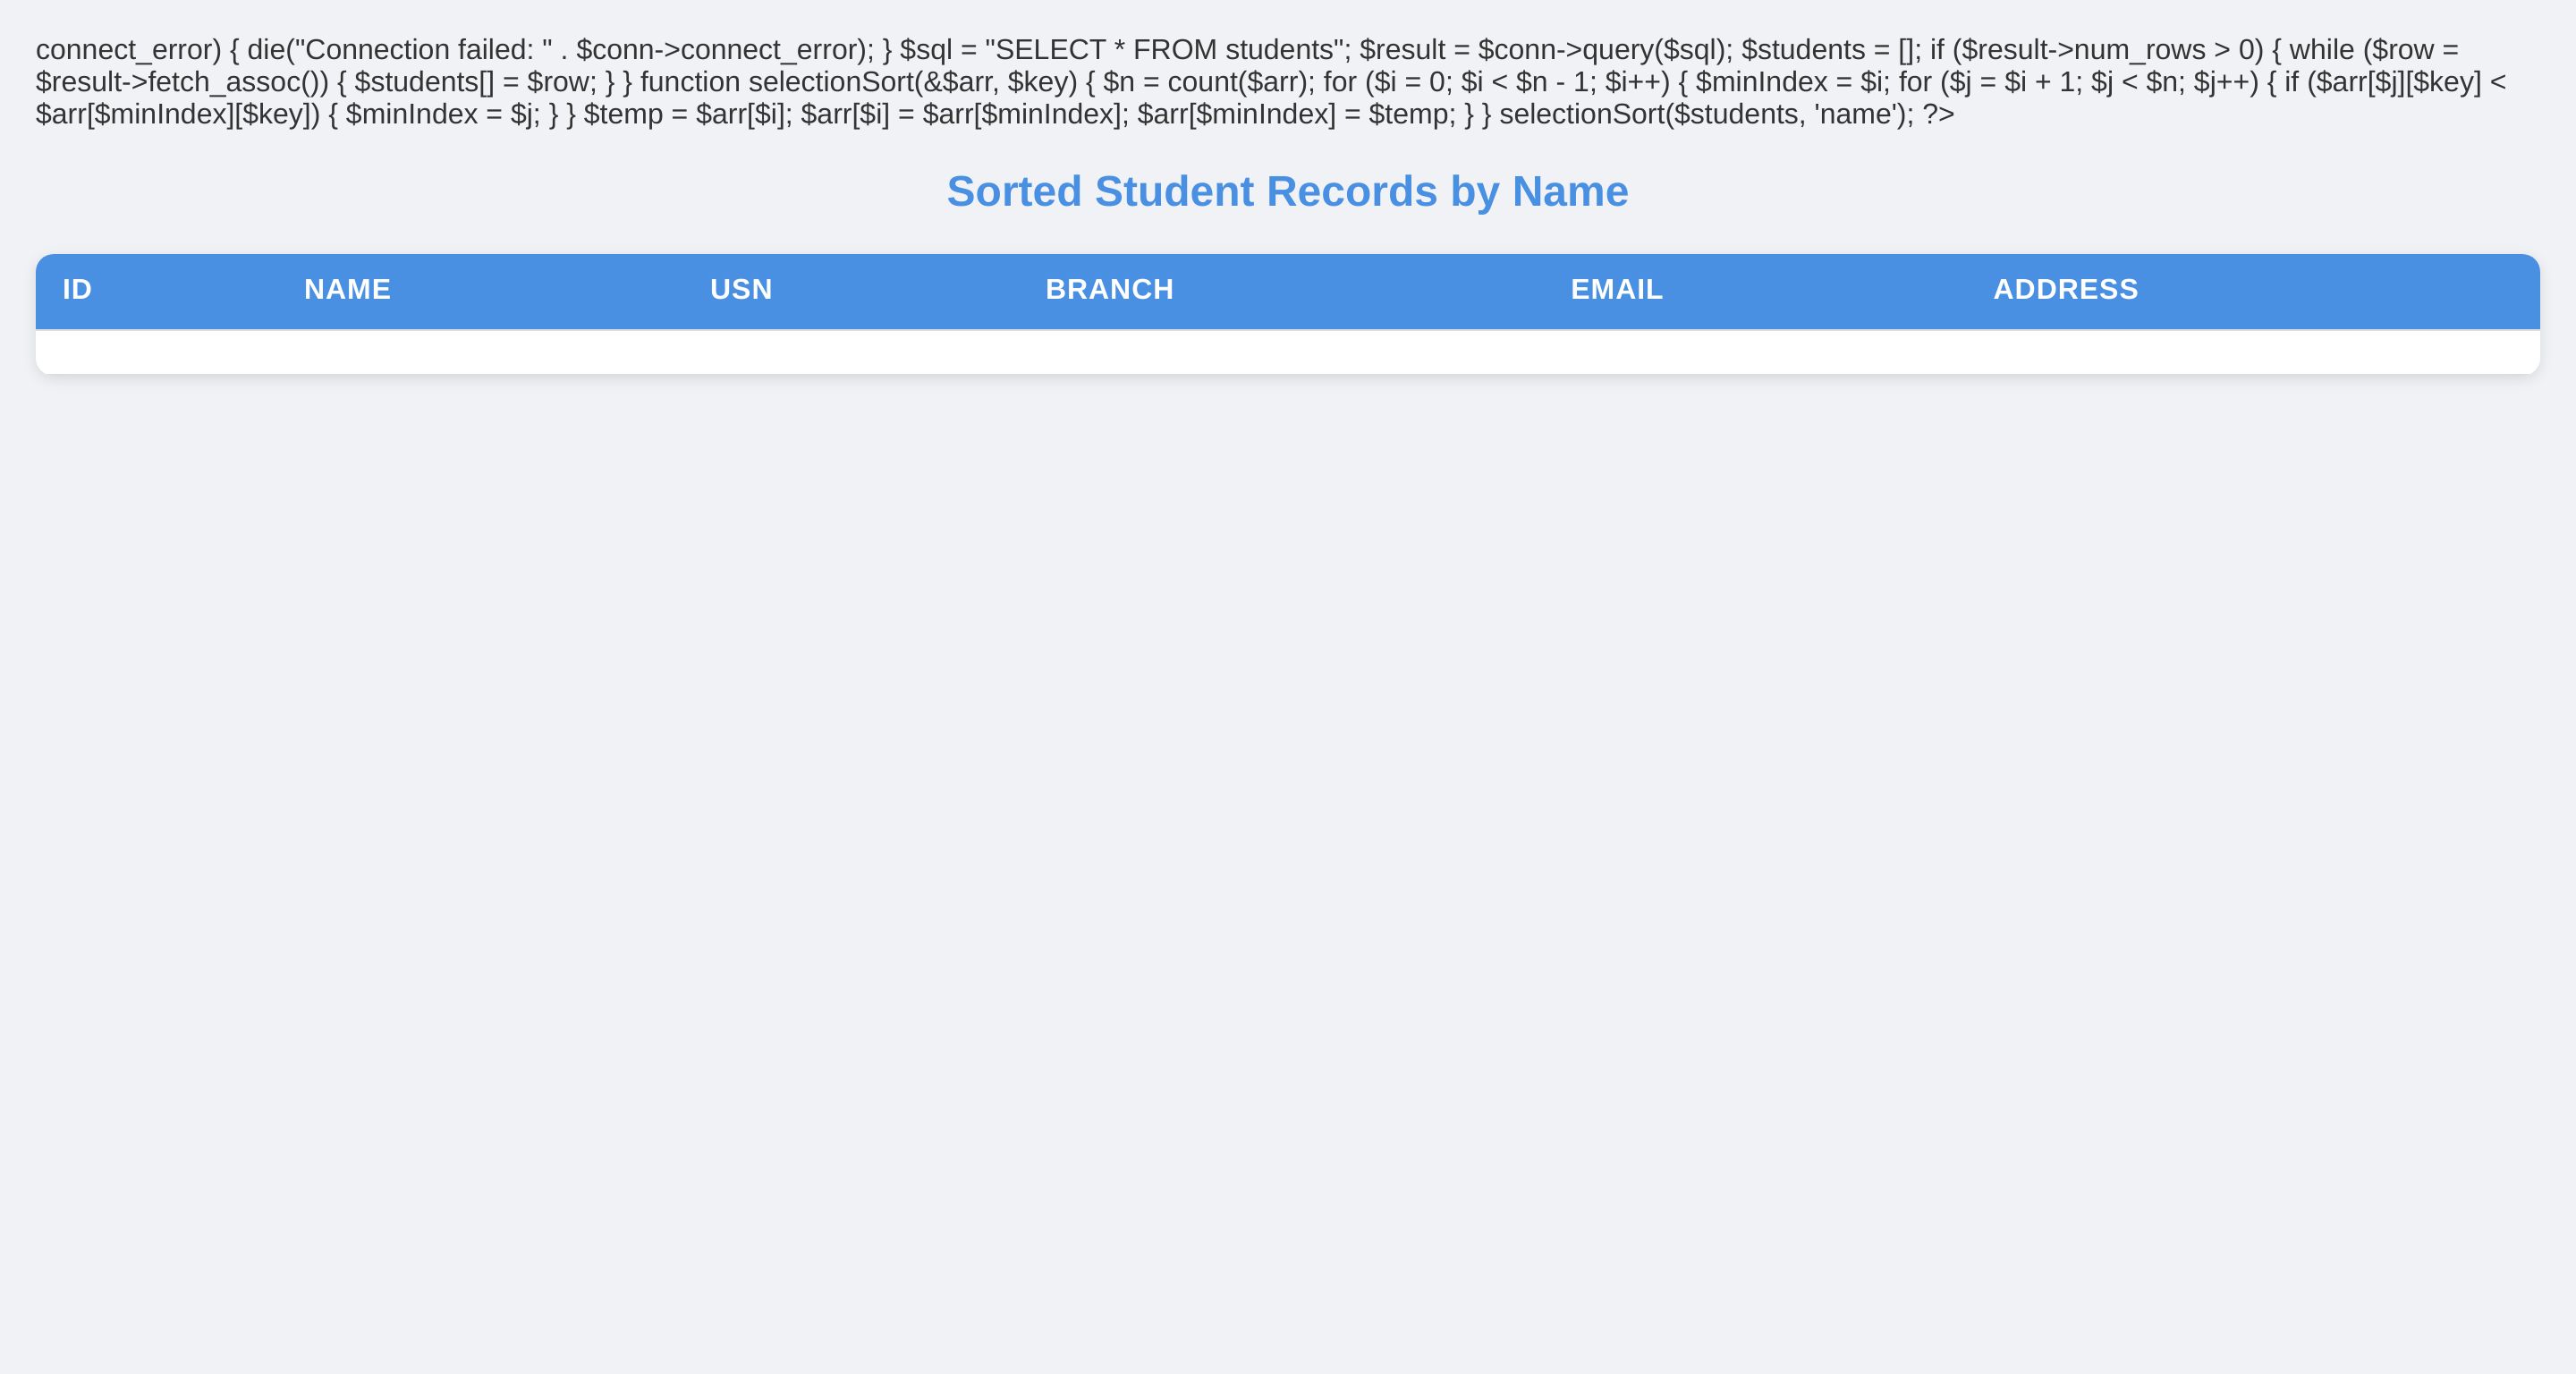 connect_error) { die("Connection failed: " . $conn->connect_error); } $sql = "SELECT * FROM students"; $result = $conn->query($sql); $students = []; if ($result->num_rows > 0) { while ($row =
$result->fetch_assoc()) { $students[] = $row; } } function selectionSort(&$arr, $key) { $n = count($arr); for ($i = 0; $i < $n - 1; $i++) { $minIndex = $i; for ($j = $i + 1; $j < $n; $j++) { if ($arr[$j][$key] <
$arr[$minIndex][$key]) { $minIndex = $j; } } $temp = $arr[$i]; $arr[$i] = $arr[$minIndex]; $arr[$minIndex] = $temp; } } selectionSort($students, 'name'); ?>
Sorted Student Records by Name
ID NAME USN BRANCH EMAIL ADDRESS